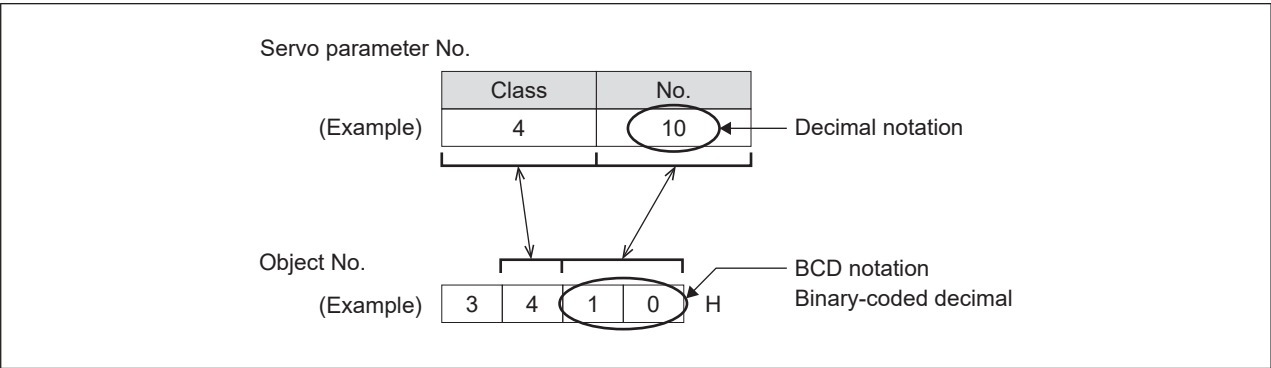 Servo parameter No.
Class No.
(Example) 4 10 Decimal notation
Object No.
BCD notation
(Example) 3 4 1 0 H
Binary-coded decimal